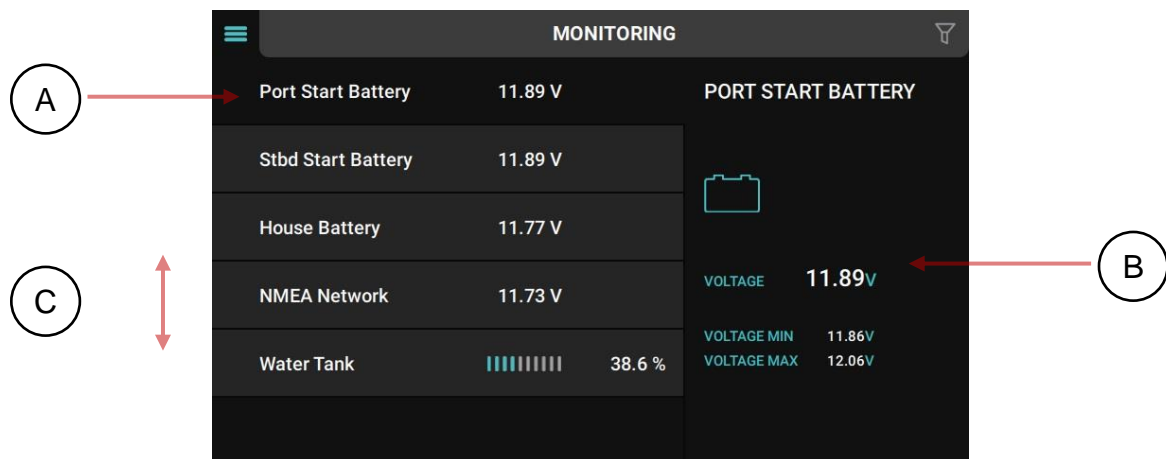 MONITORING
A
Port Start Battery 11.89 V
PORT START BATTERY
Stbd Start Battery 11.89 V
House Battery 11.77 V
B
VOLTAGE 11.89V
C
NMEA Network 11.73 V
VOLTAGE MIN 11.86V
VOLTAGE MAX 12.06V
Water Tank 38.6 %